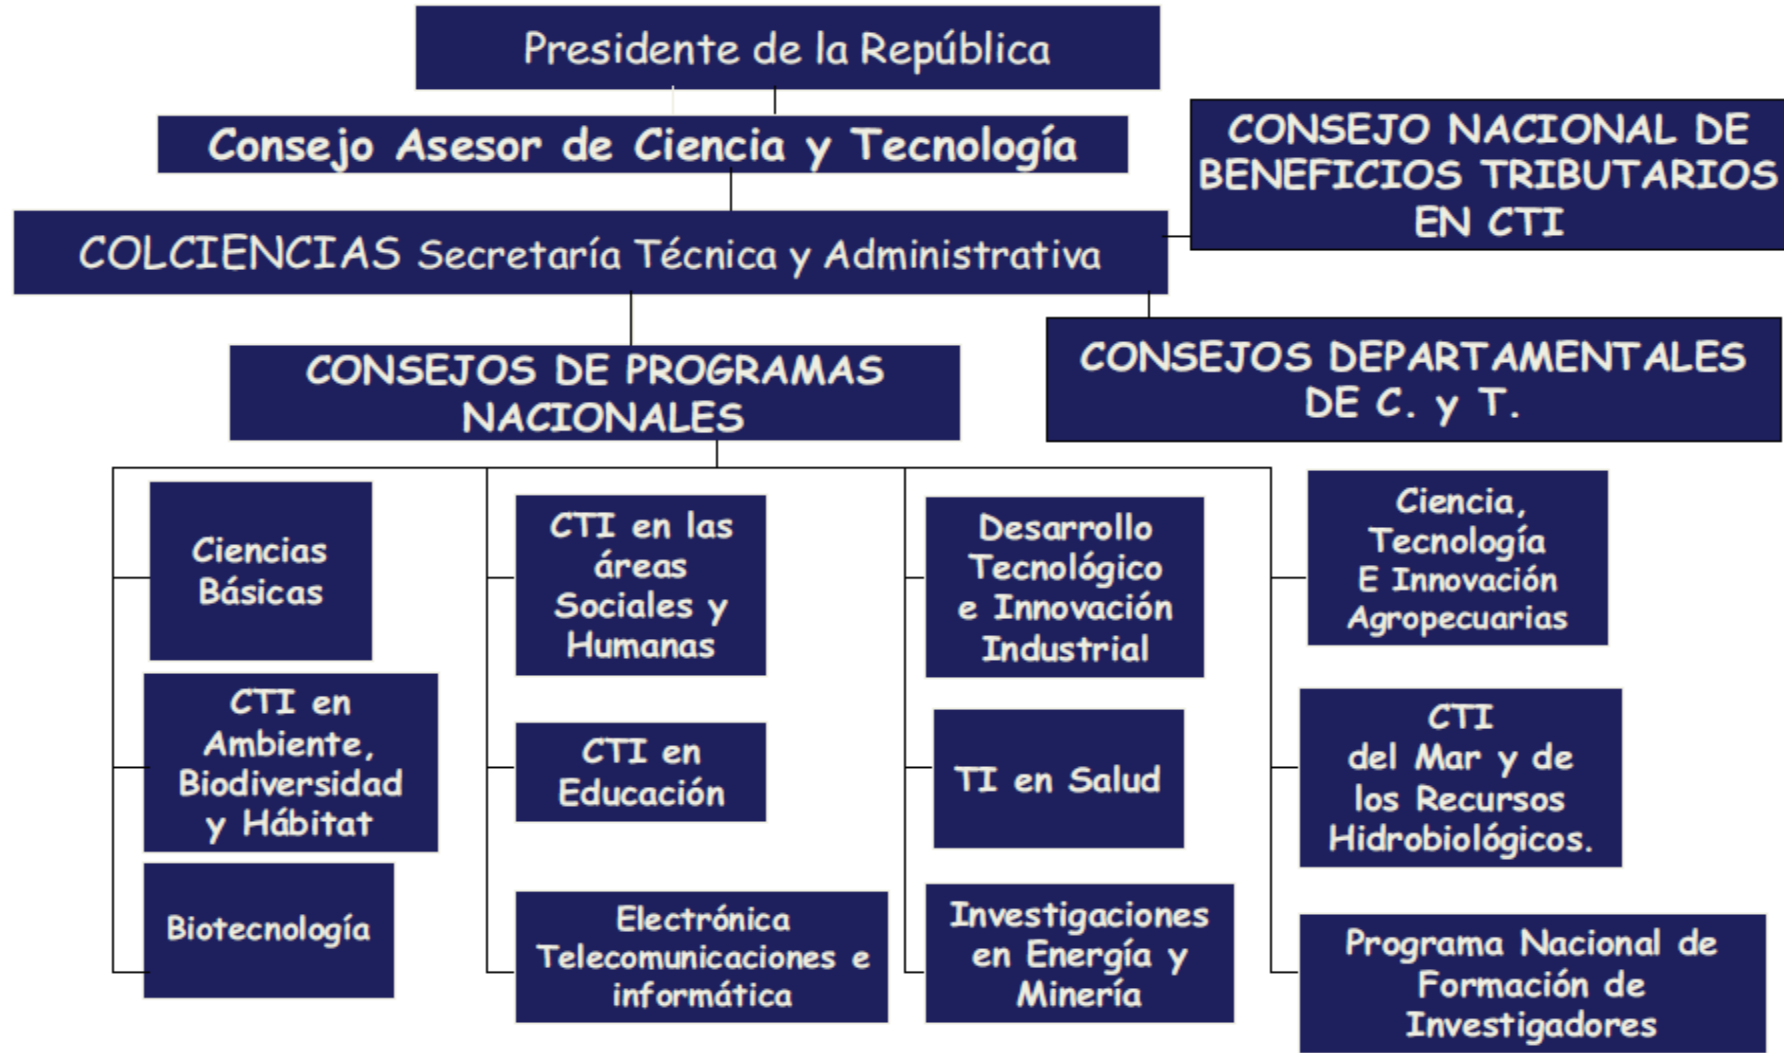 Presidente de la República
Consejo Asesor de Ciencia y Tecnología
CONSEJO NACIONAL DE
BENEFICIOS TRIBUTARIOS
EN CTI
COLCIENCIAS Secretaría Técnica y Administrativa
CONSEJOS DE PROGRAMAS
NACIONALES
CONSEJOS DEPARTAMENTALES
DE C. y T.
Ciencias
Básicas
CTI en
Ambiente,
Biodiversidad
y Hábitat
Biotecnología
CTI en las
áreas
Sociales y
Humanas
CTI en
Educación
Electrónica
Telecomunicaciones e
informática
Desarrollo
Tecnológico
e Innovación
Industrial
TI en Salud
Investigaciones
en Energía y
Minería
Ciencia,
Tecnología
E Innovación
Agropecuarias
CTI
del Mar y de
los Recursos
Hidrobiológicos.
Programa Nacional de
Formación de
Investigadores